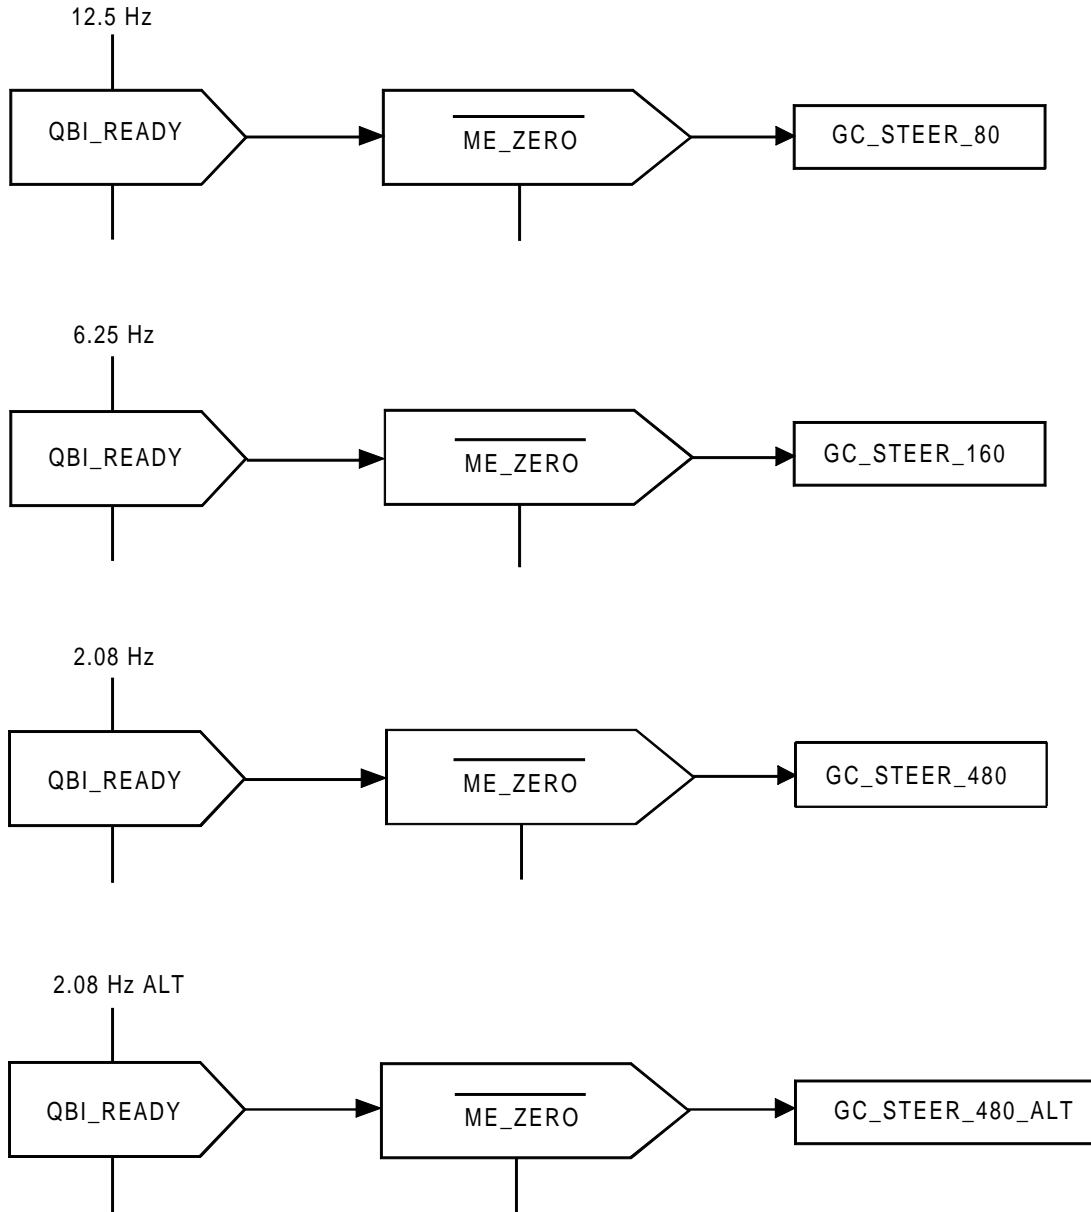 12.5 Hz
QBI_READY
ME_ZERO
GC_STEER_80
6.25 Hz
QBI_READY
ME_ZERO
GC_STEER_160
2.08 Hz
QBI_READY
ME_ZERO
GC_STEER_480
2.08 Hz ALT
QBI_READY
ME_ZERO
GC_STEER_480_ALT